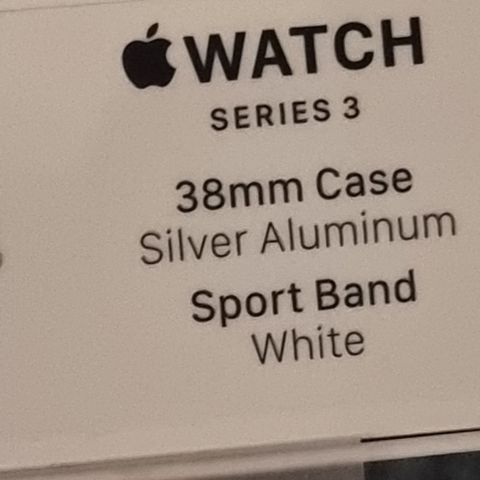 WATCH
SERIES 3
38mm Case
Silver Aluminum
Sport Band
White